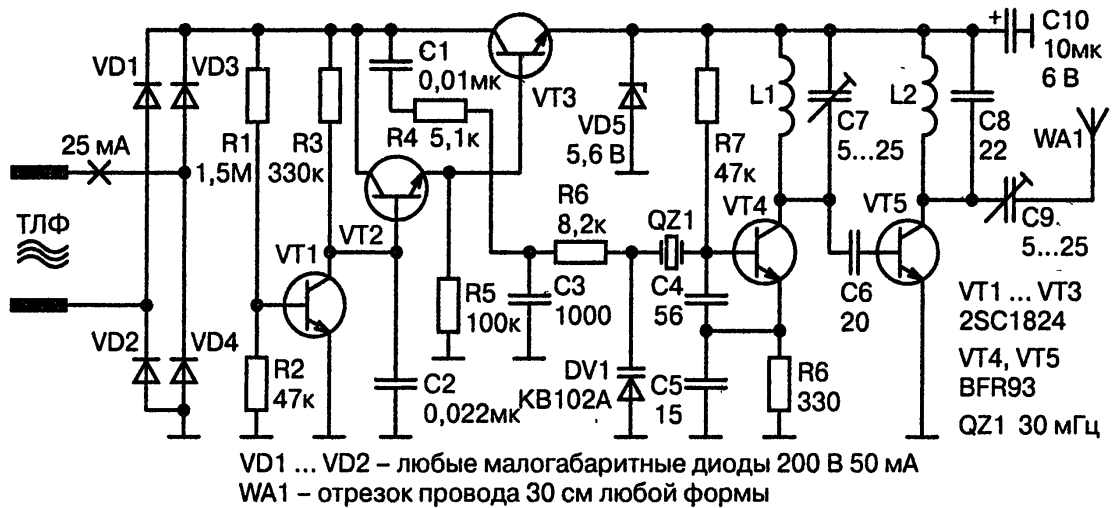 VD1
VD3
25 мА
ТЛФ
VD2
VD4
R1
1,5М
R3
330к
VT1
R2
47к
C1
0,01мк
R4
5,1к
VT2
VT3
R5
100к
C2
0,022мк
VD5
5,6 В
R6
8,2к
C3
1000
DV1
КВ102А
QZ1
R7
47к
C4
56
C5
15
VT4
R6
330
L1
C7
5...25
C6
20
VT5
L2
C8
22
C9
5...25
+
C10
10мк
6 В
WA1
VT1 ... VT3
2SC1824
VT4, VT5
BFR93
QZ1 30 мГц
VD1 ... VD2 – любые малогабаритные диоды 200 В 50 мА
WA1 – отрезок провода 30 см любой формы